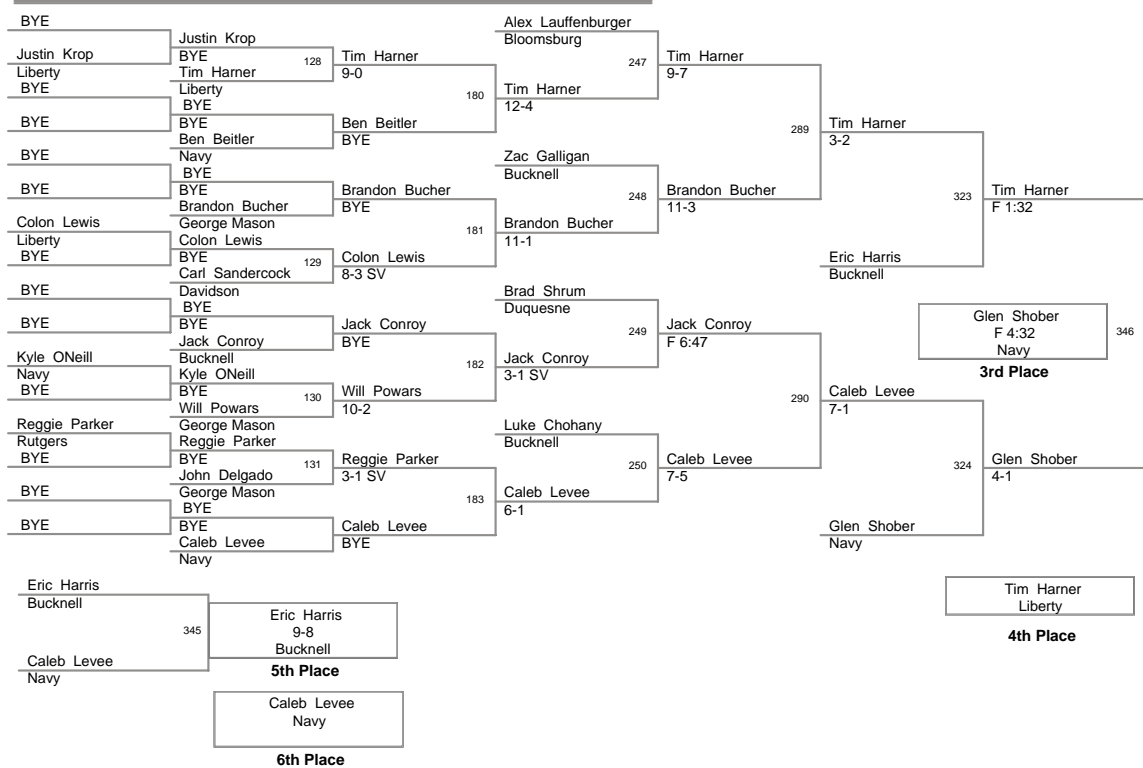 BYE
Alex Lauffenburger
Justin Krop
Bloomsburg
Justin Krop
BYE
128
Tim Harner
247
Tim Harner
Liberty
Tim Harner
9-0
9-7
BYE
Liberty
180
Tim Harner
BYE
12-4
BYE
BYE
Ben Beitler
289
Tim Harner
Ben Beitler
BYE
3-2
BYE
Navy
Zac Galligan
BYE
Bucknell
BYE
BYE
Brandon Bucher
248
Brandon Bucher
323
Tim Harner
Brandon Bucher
BYE
11-3
F 1:32
Colon Lewis
George Mason
181
Brandon Bucher
Liberty
Colon Lewis
11-1
BYE
BYE
129
Colon Lewis
Eric Harris
Carl Sandercock
8-3 SV
Bucknell
BYE
Davidson
Brad Shrum
BYE
Duquesne
BYE
BYE
Jack Conroy
249
Jack Conroy
Glen Shober
346
Jack Conroy
BYE
F 6:47
F 4:32
Kyle ONeill
Bucknell
182
Jack Conroy
Navy
Navy
Kyle ONeill
3-1 SV
3rd Place
BYE
BYE
130
Will Powars
290
Caleb Levee
Will Powars
10-2
7-1
Reggie Parker
George Mason
Luke Chohany
Rutgers
Reggie Parker
Bucknell
BYE
BYE
131
Reggie Parker
250
Caleb Levee
324
Glen Shober
John Delgado
3-1 SV
7-5
4-1
BYE
George Mason
183
Caleb Levee
BYE
6-1
BYE
BYE
Caleb Levee
Glen Shober
Caleb Levee
BYE
Navy
Navy
Eric Harris
Tim Harner
Bucknell
Liberty
Eric Harris
345
9-8
4th Place
Bucknell
Caleb Levee
5th Place
Navy
Caleb Levee
Navy
6th Place